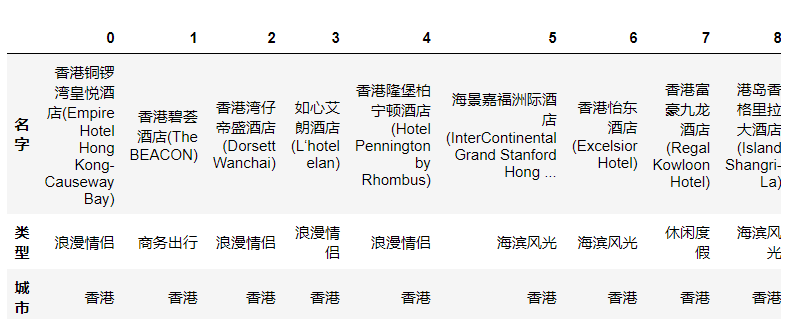 0 1 2 3 4 5 6 7 8
名字 香港铜锣湾皇悦酒店(Empire Hotel Hong Kong-Causeway Bay) 香港碧荟酒店(The BEACON) 香港湾仔帝盛酒店(Dorsett Wanchai) 如心艾朗酒店(L'hotel elan) 香港隆堡柏宁顿酒店(Hotel Pennington by Rhombus) 海景嘉福洲际酒店(InterContinental Grand Stanford Hong ... 香港怡东酒店(Excelsior Hotel) 香港富豪九龙酒店(Regal Kowloon Hotel) 港岛香格里拉大酒店(Island Shangri-La)
类型 浪漫情侣 商务出行 浪漫情侣 浪漫情侣 浪漫情侣 海滨风光 海滨风光 休闲度假 海滨风光
城市 香港 香港 香港 香港 香港 香港 香港 香港 香港